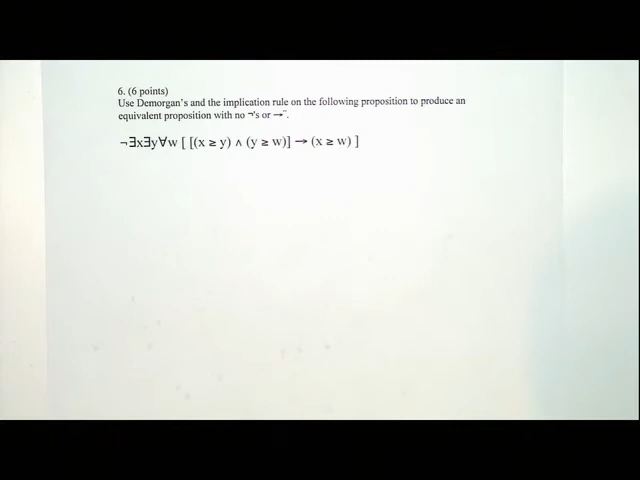 6. (6 points)
Use Demorgan's and the implication rule on the following proposition to produce an
equivalent proposition with no ¬'s or →¨.
¬∃x∃y∀w [ [(x ≥ y) ∧ (y ≥ w)] → (x ≥ w) ]